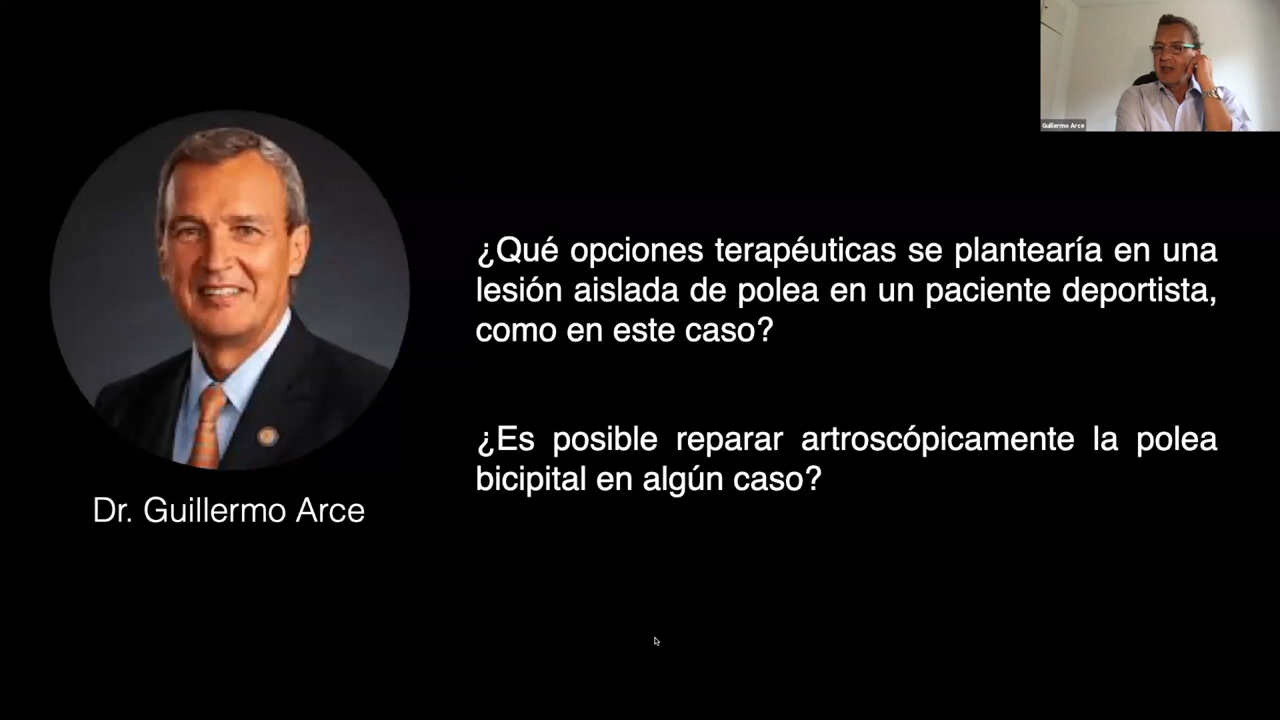 Guillermo Arce
¿Qué opciones terapéuticas se plantearía en una
lesión aislada de polea en un paciente deportista,
como en este caso?
¿Es posible reparar artroscópicamente la polea
bicipital en algún caso?
Dr. Guillermo Arce